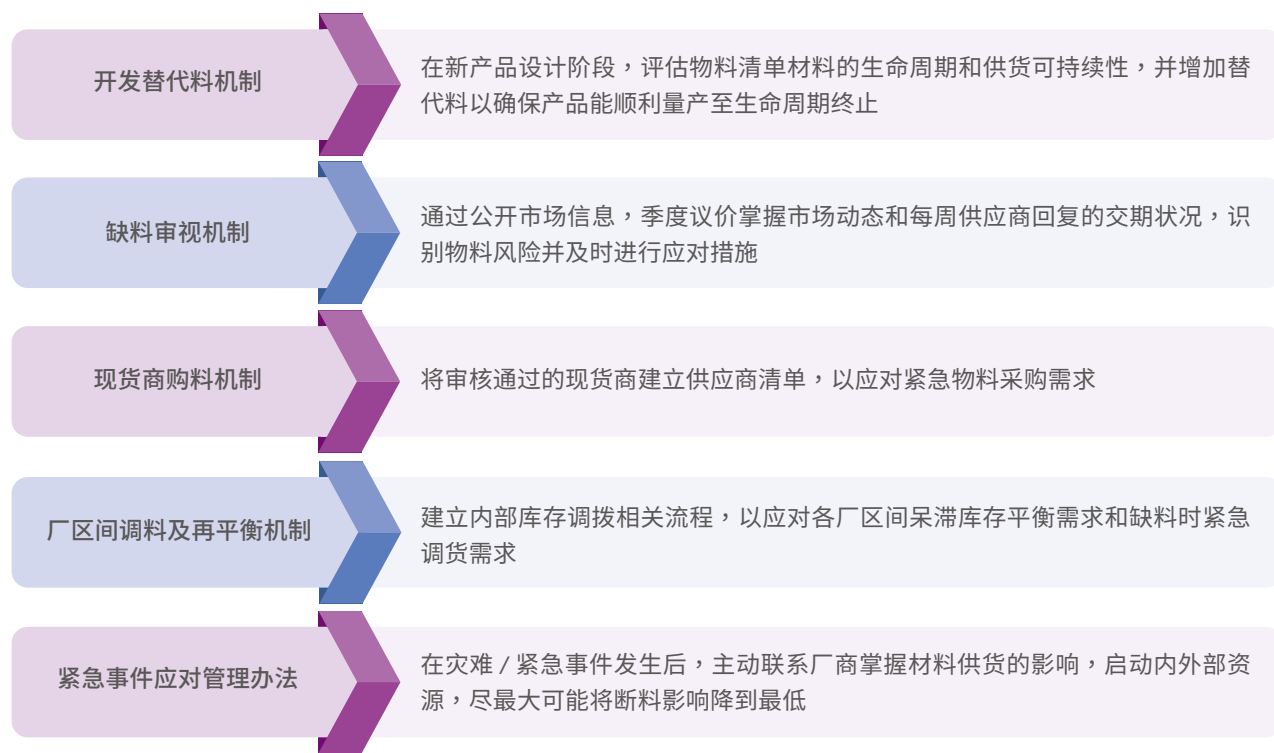 开发替代料机制
在新产品设计阶段，评估物料清单材料的生命周期和供货可持续性，并增加替
代料以确保产品能顺利量产至生命周期终止
缺料审视机制
通过公开市场信息，季度议价掌握市场动态和每周供应商回复的交期状况，识
别物料风险并及时进行应对措施
现货商购料机制
将审核通过的现货商建立供应商清单，以应对紧急物料采购需求
厂区间调料及再平衡机制
建立内部库存调拨相关流程，以应对各厂区间呆滞库存平衡需求和缺料时紧急
调货需求
紧急事件应对管理办法
在灾难 / 紧急事件发生后，主动联系厂商掌握材料供货的影响，启动内外部资
源，尽最大可能将断料影响降到最低